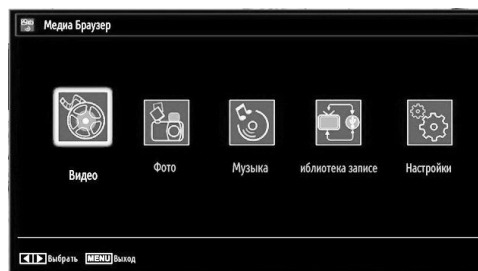 Медиа Браузер
Видео
Фото
Музыка
иблиотека записе
Настройки
Выбрать MENU Выход